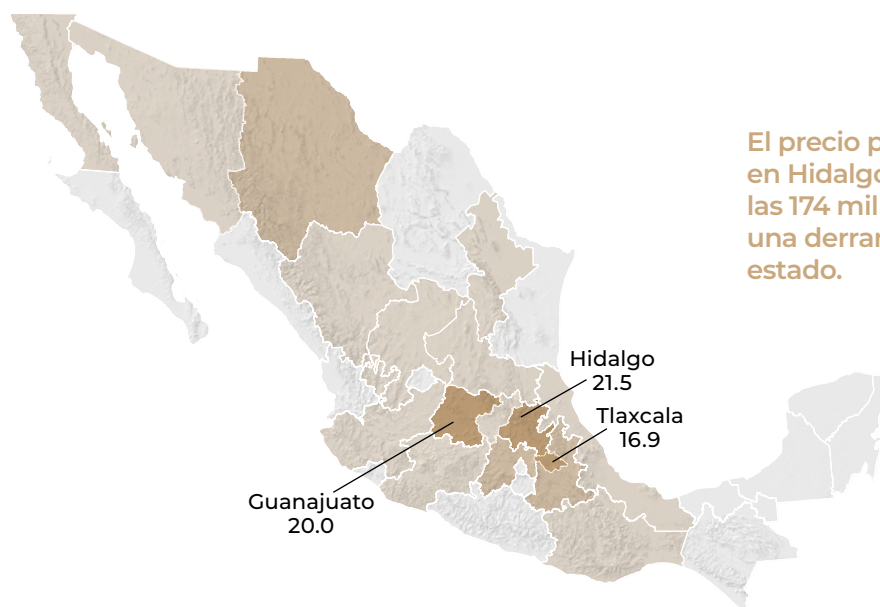 El precio p
en Hidalgo
las 174 mil
una derrar
estado.
Hidalgo
21.5
Tlaxcala
16.9
Guanajuato
20.0